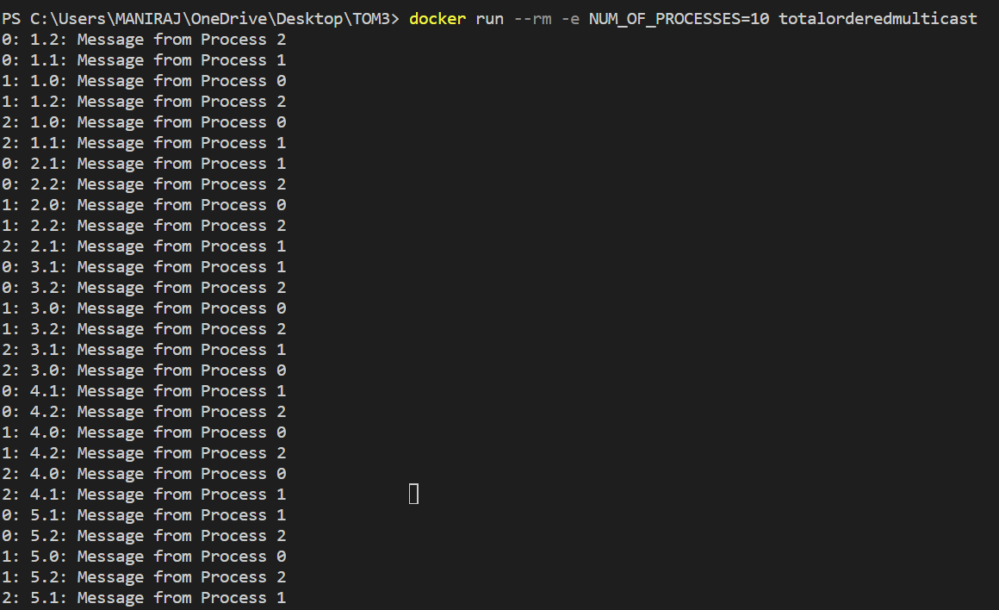 PS C:\Users\MANIRAJ\OneDrive\Desktop\TOM3> docker run --rm -e NUM_OF_PROCESSES=10 totalorderedmulticast
0: 1.2: Message from Process 2
0: 1.1: Message from Process 1
1: 1.0: Message from Process 0
1: 1.2: Message from Process 2
2: 1.0: Message from Process 0
2: 1.1: Message from Process 1
0: 2.1: Message from Process 1
0: 2.2: Message from Process 2
1: 2.0: Message from Process 0
1: 2.2: Message from Process 2
2: 2.1: Message from Process 1
0: 3.1: Message from Process 1
0: 3.2: Message from Process 2
1: 3.0: Message from Process 0
1: 3.2: Message from Process 2
2: 3.1: Message from Process 1
2: 3.0: Message from Process 0
0: 4.1: Message from Process 1
0: 4.2: Message from Process 2
1: 4.0: Message from Process 0
1: 4.2: Message from Process 2
2: 4.0: Message from Process 0
2: 4.1: Message from Process 1
0: 5.1: Message from Process 1
0: 5.2: Message from Process 2
1: 5.0: Message from Process 0
1: 5.2: Message from Process 2
2: 5.1: Message from Process 1